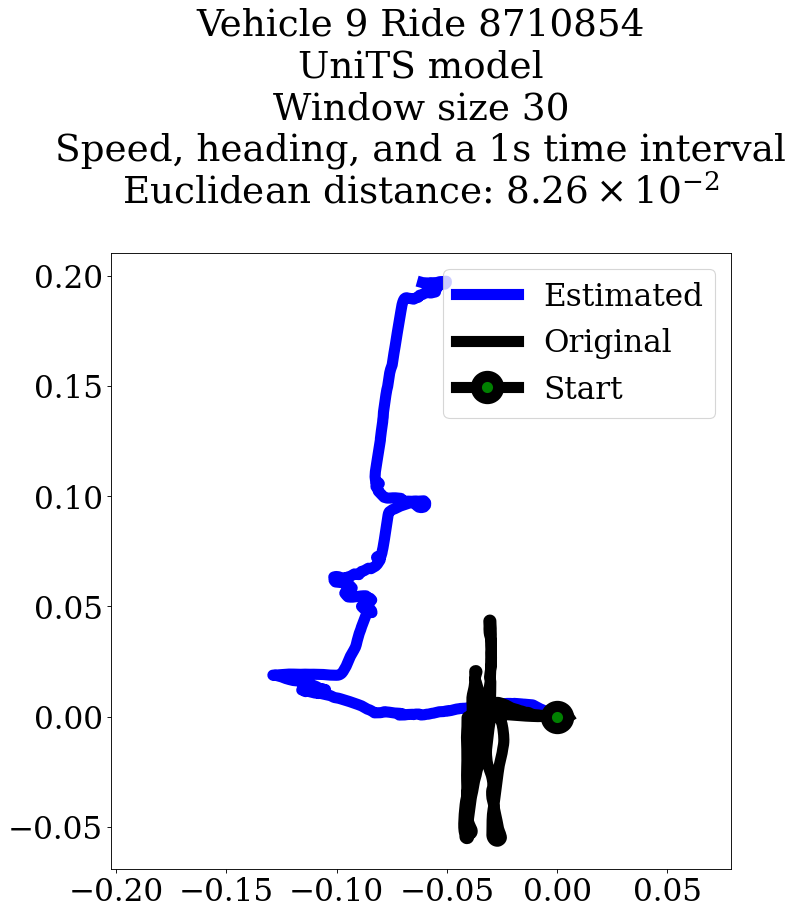 Vehicle 9 Ride 8710854
UniTS model
Window size 30
Speed, heading, and a 1s time interval
Euclidean distance: 8.26 × 10⁻²
0.20
Estimated
Original
Start
0.15
0.10
0.05
0.00
−0.05
−0.20
−0.15
−0.10
−0.05
0.00
0.05